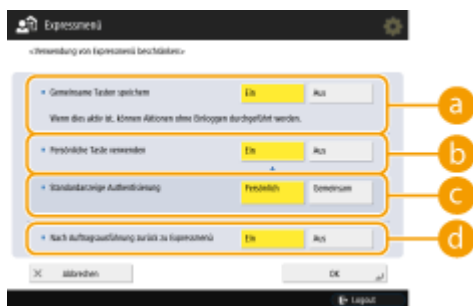 Expressmenü
<Verwendung von Expressmenü beschränken>
Gemeinsame Tasten speichern
Ein
Aus
Wenn dies aktiv ist, können Aktionen ohne Einloggen durchgeführt werden.
a
Persönliche Taste verwenden
Ein
Aus
b
Standardanzeige Authentisierung
Persönlich
Gemeinsam
c
Nach Auftragsausführung zurück zu Expressmenü
Ein
Aus
d
Abbrechen
OK
Logout